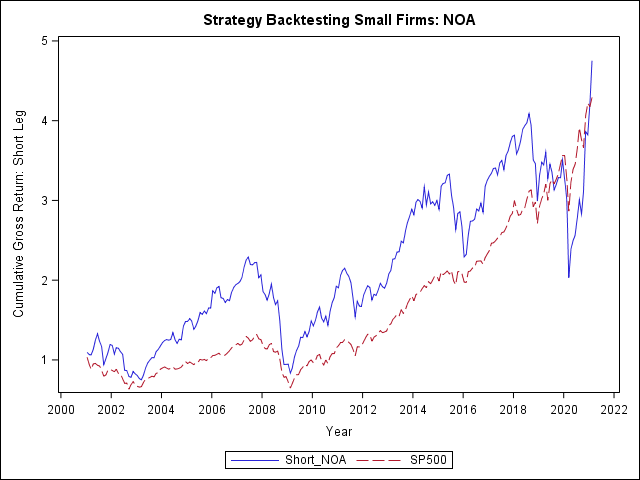 Strategy Backtesting Small Firms: NOA
Cumulative Gross Return: Short Leg
5
4
3
2
1
2000 2002 2004 2006 2008 2010 2012 2014 2016 2018 2020 2022
Year
Short_NOA SP500